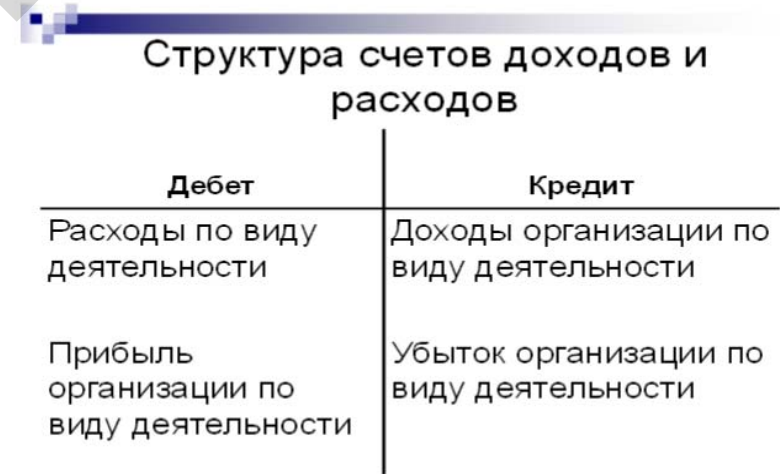 Структура счетов доходов и
расходов
Дебет
Кредит
Расходы по виду
деятельности
Доходы организации по
виду деятельности
Прибыль
организации по
виду деятельности
Убыток организации по
виду деятельности